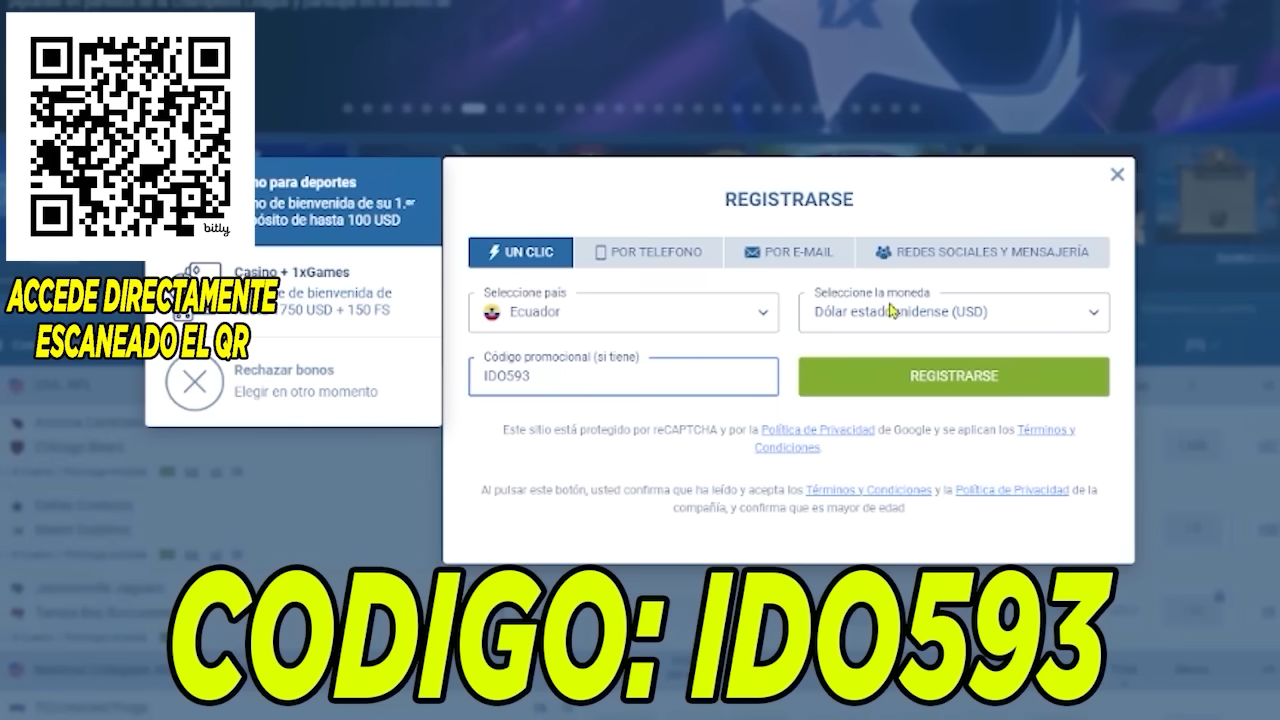 1X
bitly
ACCEDE DIRECTAMENTE
ESCANEADO EL QR
no para deportes
no de bienvenida de su 1.er
pósito de hasta 100 USD
Casino + 1xGames
de bienvenida de
750 USD + 150 FS
Rechazar bonos
Elegir en otro momento
REGISTRARSE
UN CLIC
POR TELEFONO
POR E-MAIL
REDES SOCIALES Y MENSAJERÍA
Seleccione país
Ecuador
Seleccione la moneda
Dólar estadounidense (USD)
Código promocional (si tiene)
IDO593
REGISTRARSE
Este sitio está protegido por reCAPTCHA y por la Política de Privacidad de Google y se aplican los Términos y
Condiciones.
Al pulsar este botón, usted confirma que ha leído y acepta los Términos y Condiciones y la Política de Privacidad de la
compañía, y confirma que es mayor de edad
CODIGO: IDO593